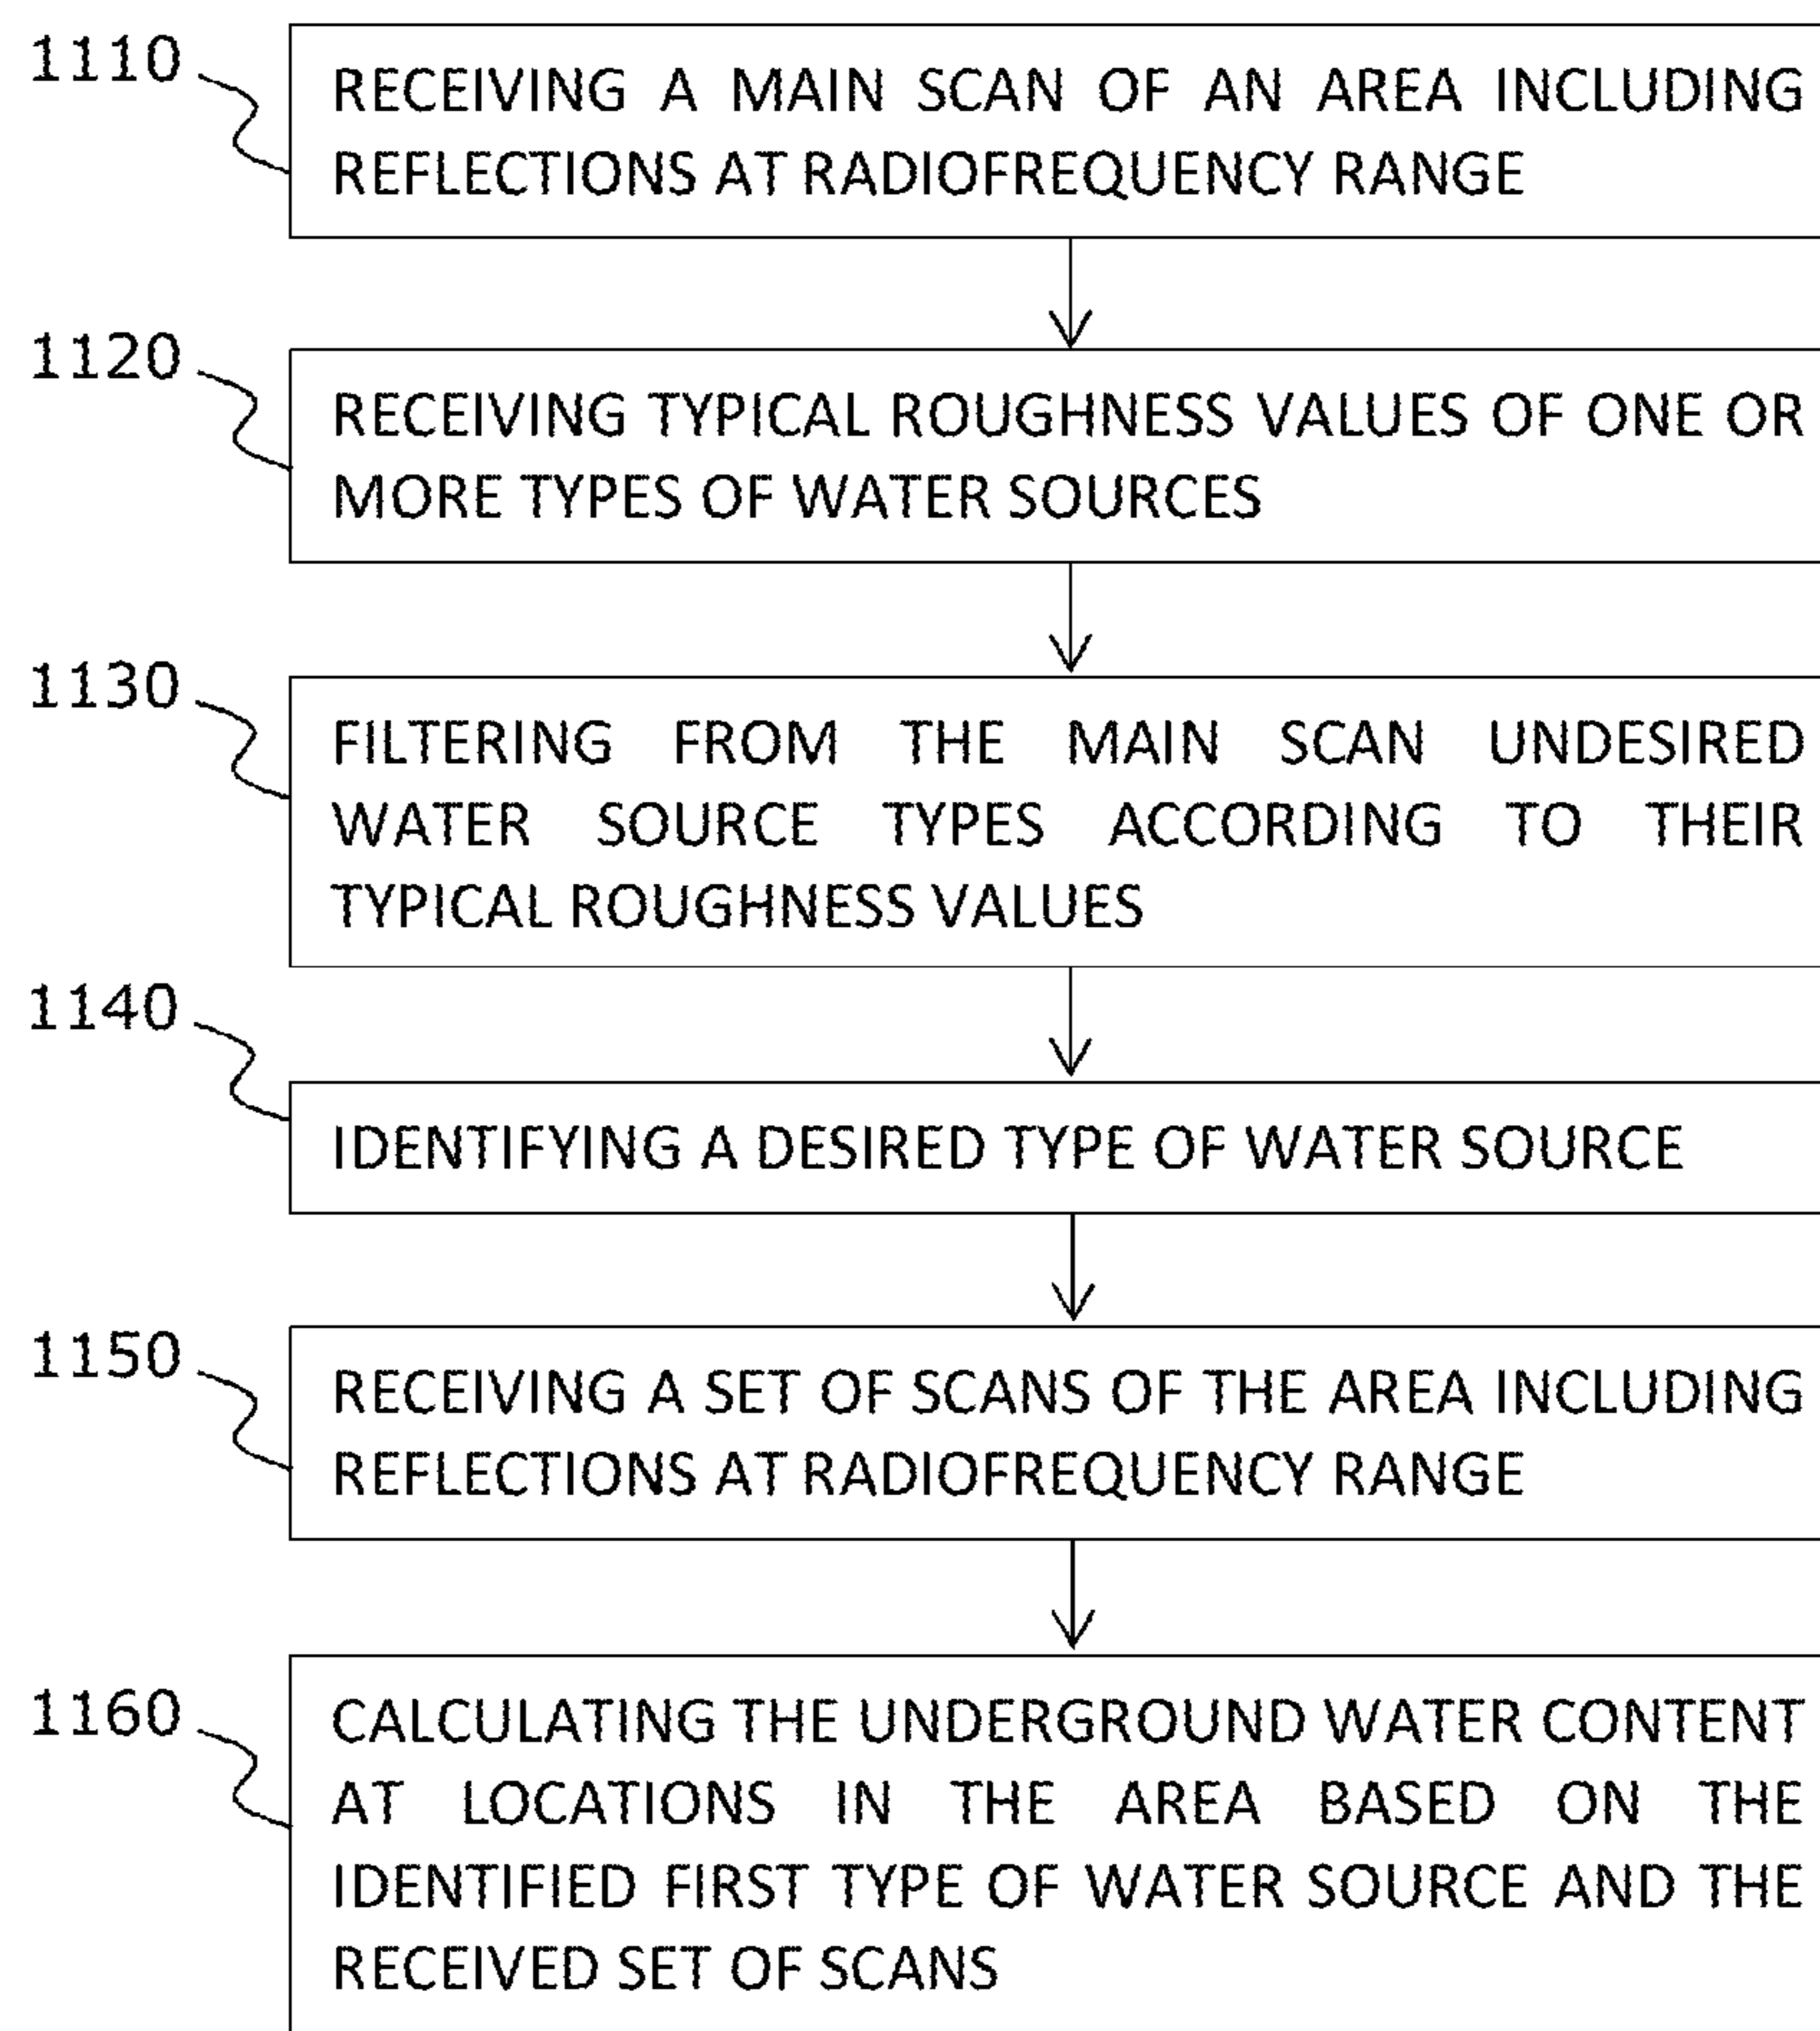 1110
RECEIVING A MAIN SCAN OF AN AREA INCLUDING
REFLECTIONS AT RADIOFREQUENCY RANGE
1120
RECEIVING TYPICAL ROUGHNESS VALUES OF ONE OR
MORE TYPES OF WATER SOURCES
1130
FILTERING FROM THE MAIN SCAN UNDESIRED
WATER SOURCE TYPES ACCORDING TO THEIR
TYPICAL ROUGHNESS VALUES
1140
IDENTIFYING A DESIRED TYPE OF WATER SOURCE
1150
RECEIVING A SET OF SCANS OF THE AREA INCLUDING
REFLECTIONS AT RADIOFREQUENCY RANGE
1160
CALCULATING THE UNDERGROUND WATER CONTENT
AT LOCATIONS IN THE AREA BASED ON THE
IDENTIFIED FIRST TYPE OF WATER SOURCE AND THE
RECEIVED SET OF SCANS